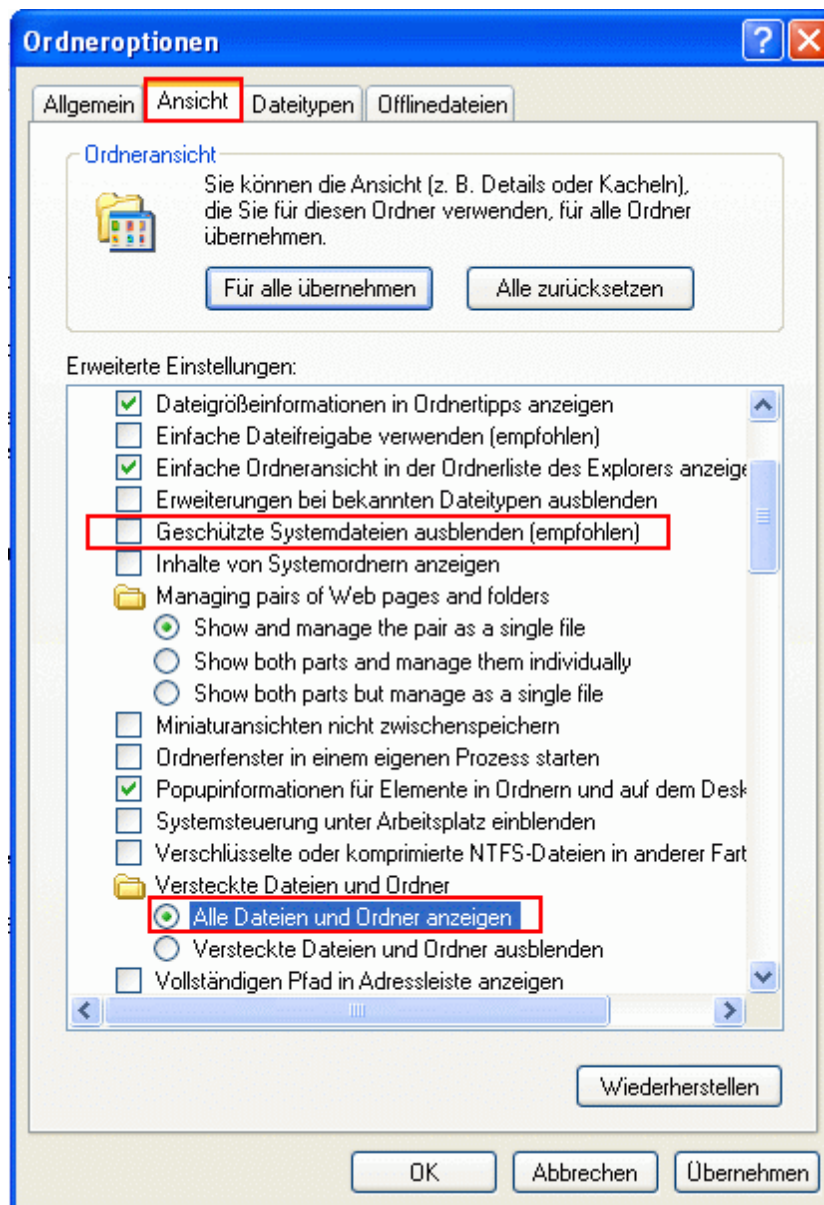 Ordneroptionen
Allgemein Ansicht Dateitypen Offlinedateien
Ordneransicht
Sie können die Ansicht (z. B. Details oder Kacheln),
die Sie für diesen Ordner verwenden, für alle Ordner
übernehmen.
Für alle übernehmen Alle zurücksetzen
Erweiterte Einstellungen:
Dateigrößeinformationen in Ordnertipps anzeigen
Einfache Dateifreigabe verwenden (empfohlen)
Einfache Ordneransicht in der Ordnerliste des Explorers anzeige
Erweiterungen bei bekannten Dateitypen ausblenden
Geschützte Systemdateien ausblenden (empfohlen)
Inhalte von Systemordnern anzeigen
Managing pairs of Web pages and folders
Show and manage the pair as a single file
Show both parts and manage them individually
Show both parts but manage as a single file
Miniaturansichten nicht zwischenspeichern
Ordnerfenster in einem eigenen Prozess starten
Popupinformationen für Elemente in Ordnern und auf dem Desk
Systemsteuerung unter Arbeitsplatz einblenden
Verschlüsselte oder komprimierte NTFS-Dateien in anderer Fart
Versteckte Dateien und Ordner
Alle Dateien und Ordner anzeigen
Versteckte Dateien und Ordner ausblenden
Vollständigen Pfad in Adressleiste anzeigen
Wiederherstellen
OK Abbrechen Übernehmen